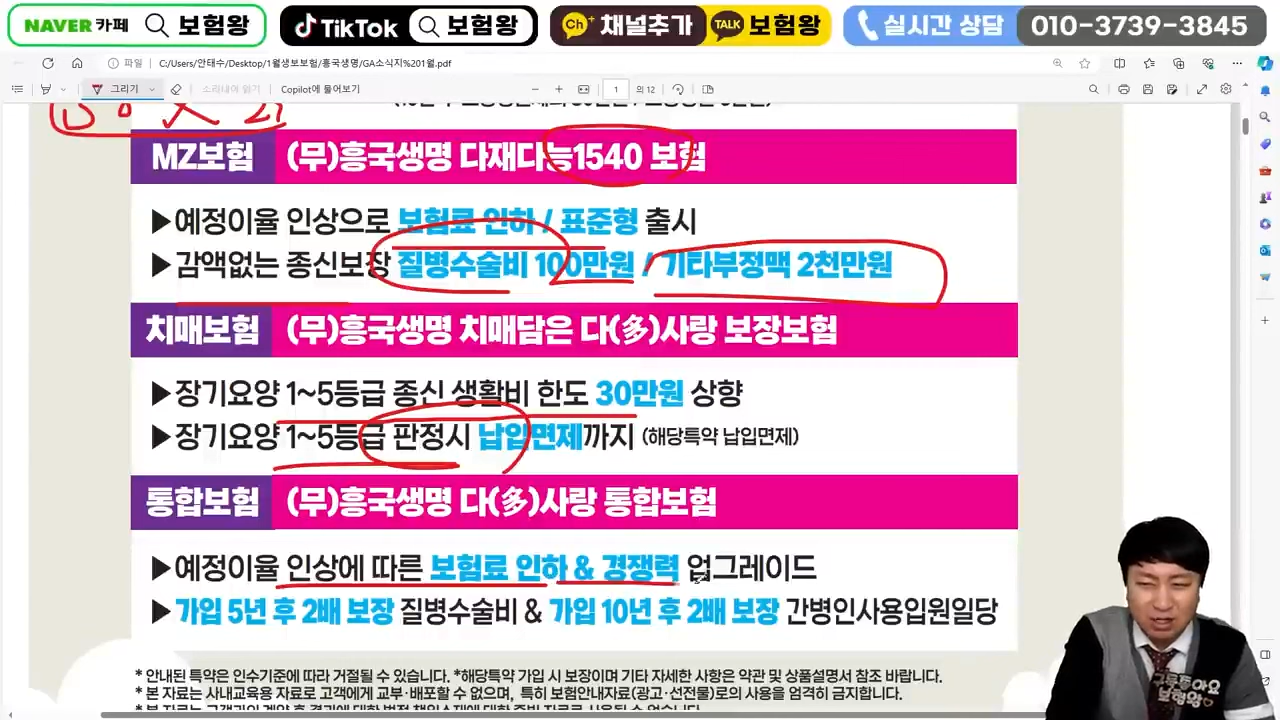 NAVER 카페 보험왕 TikTok 보험왕 Ch+ 채널추가 TALK 보험왕 실시간 상담 010-3739-3845
파일 C:/Users/안태수/Desktop/1월생보보험/흥국생명/GA소식지%201월.pdf
그리기 소리내어 읽기 Copilot에 물어보기 1 의 12
150 X 21
MZ보험 (무)흥국생명 다재다능1540 보험
▶예정이율 인상으로 보험료 인하 / 표준형 출시
▶감액없는 종신보장 질병수술비 100만원 / 기타부정맥 2천만원
치매보험 (무)흥국생명 치매담은 다(多)사랑 보장보험
▶장기요양 1~5등급 종신 생활비 한도 30만원 상향
▶장기요양 1~5등급 판정시 납입면제까지 (해당특약 납입면제)
통합보험 (무)흥국생명 다(多)사랑 통합보험
▶예정이율 인상에 따른 보험료 인하 & 경쟁력 업그레이드
▶가입 5년 후 2배 보장 질병수술비 & 가입 10년 후 2배 보장 간병인사용입원일당
* 안내된 특약은 인수기준에 따라 거절될 수 있습니다. *해당특약 가입 시 보장이며 기타 자세한 사항은 약관 및 상품설명서 참조 바랍니다.
* 본 자료는 사내교육용 자료로 고객에게 교부·배포할 수 없으며, 특히 보험안내자료(광고·선전물)로의 사용을 엄격히 금지합니다.
보험왕